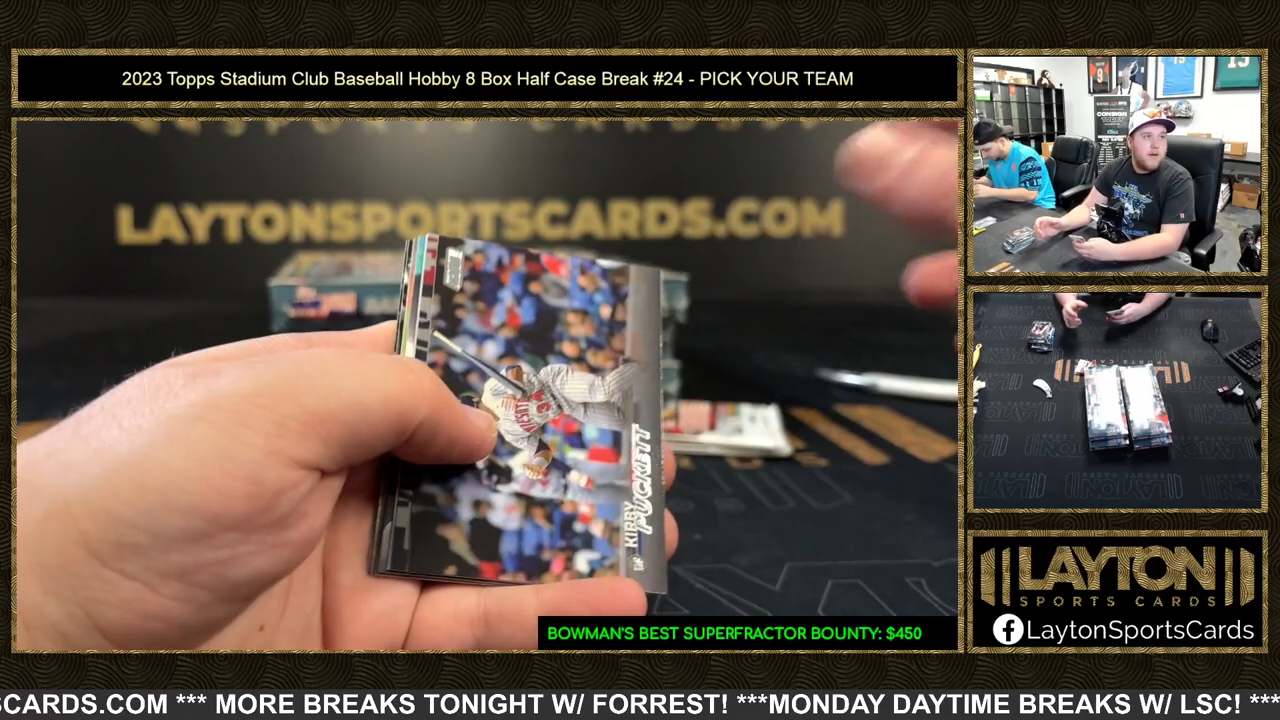 2023 Topps Stadium Club Baseball Hobby 8 Box Half Case Break #24 - PICK YOUR TEAM
LAYTONSPORTSCARDS.COM
KIRBY
PUCKETT
BOWMAN'S BEST SUPERFRACTOR BOUNTY: $450
CONSIGN
LAYTON
LAYTON
SPORTS CARDS
LaytonSportsCards
SCARDS.COM *** MORE BREAKS TONIGHT W/ FORREST! ***MONDAY DAYTIME BREAKS W/ LSC! ***